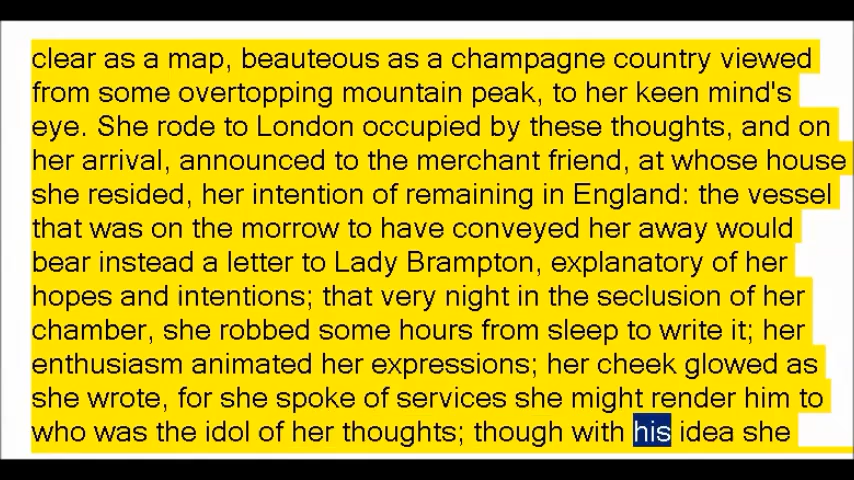 clear as a map, beauteous as a champagne country viewed
from some overtopping mountain peak, to her keen mind's
eye. She rode to London occupied by these thoughts, and on
her arrival, announced to the merchant friend, at whose house
she resided, her intention of remaining in England: the vessel
that was on the morrow to have conveyed her away would
bear instead a letter to Lady Brampton, explanatory of her
hopes and intentions; that very night in the seclusion of her
chamber, she robbed some hours from sleep to write it; her
enthusiasm animated her expressions; her cheek glowed as
she wrote, for she spoke of services she might render him to
who was the idol of her thoughts; though with his idea she